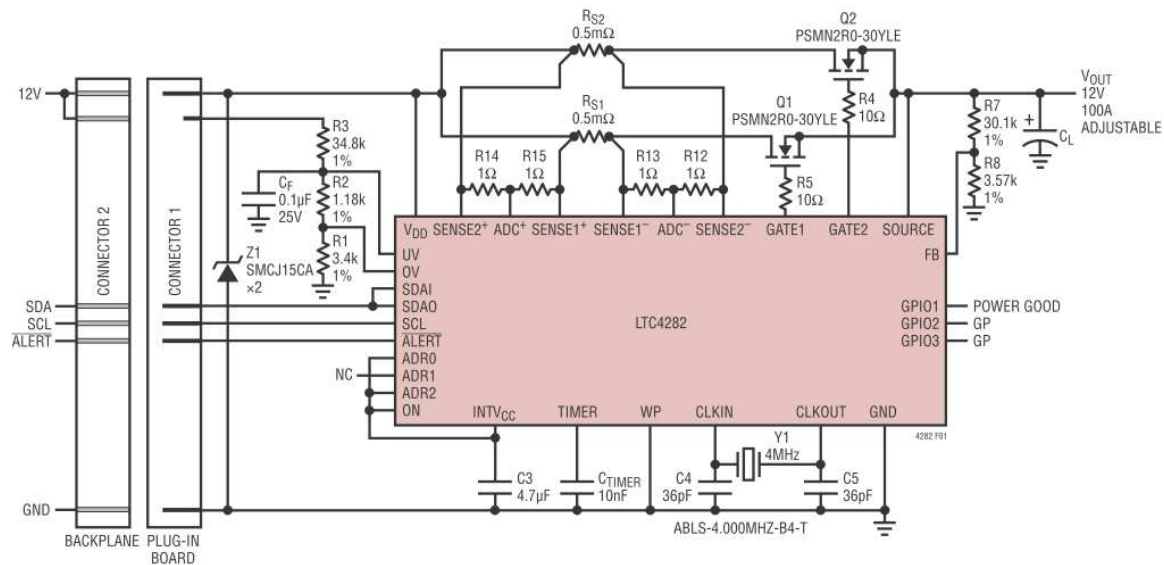 RS2
0.5mΩ
Q2
PSMN2R0-30YLE
12V
RS1
0.5mΩ
Q1
PSMN2R0-30YLE
R4
10Ω
VOUT
12V
100A
ADJUSTABLE
R7
30.1k
1%
+
CL
R3
34.8k
1%
R14
1Ω
R15
1Ω
R13
1Ω
R12
1Ω
R5
10Ω
R8
3.57k
1%
CF
0.1µF
25V
R2
1.18k
1%
CONNECTOR 2
CONNECTOR 1
VDD
SENSE2+
ADC+
SENSE1+
SENSE1−
ADC−
SENSE2−
GATE1
GATE2
SOURCE
Z1
SMCJ15CA
×2
R1
3.4k
1%
UV
OV
SDAI
SDAO
SCL
ALERT
ADR0
ADR1
ADR2
ON
FB
LTC4282
SDA
SCL
ALERT
NC
GPIO1
POWER GOOD
GPIO2
GP
GPIO3
GP
INTVCC
TIMER
WP
CLKIN
CLKOUT
GND
4282 F01
Y1
4MHz
C3
4.7µF
CTIMER
10nF
C4
36pF
C5
36pF
GND
ABLS-4.000MHZ-B4-T
BACKPLANE
PLUG-IN
BOARD